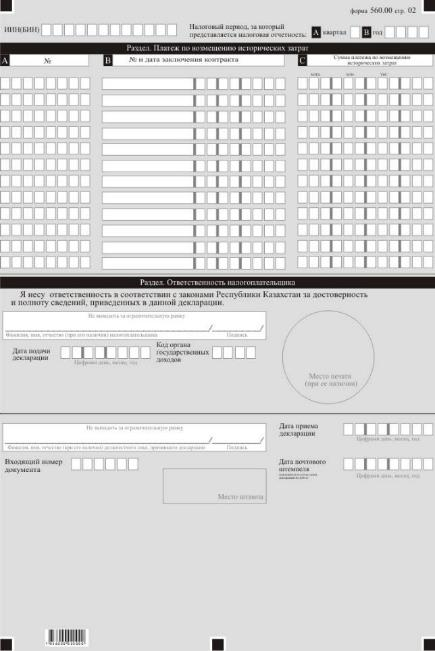 форма 560.00 стр. 02
ИИН(БИН)
Налоговый период, за который
представляется налоговая отчетность:
A квартал
B год
Раздел. Платеж по возмещению исторических затрат
A №
B № и дата заключения контракта
C Сумма платежа по возмещению
исторических затрат
млн
тыс
Раздел. Ответственность налогоплательщика
Я несу ответственность в соответствии с законами Республики Казахстан за достоверность
и полноту сведений, приведенных в данной декларации.
Не выходить за ограничительную рамку
Фамилия, имя, отчество (при его наличии) налогоплательщика
Подпись
Дата подачи
декларации
Цифрами день, месяц, год
Код органа
государственных
доходов
Место печати
(при ее наличии)
Не выходить за ограничительную рамку
Фамилия, имя, отчество (при его наличии) должностного лица, принявшего декларацию
Подпись
Дата приема
декларации
Цифрами день, месяц, год
Входящий номер
документа
Дата почтового
штемпеля
Цифрами день, месяц, год
Место штампа